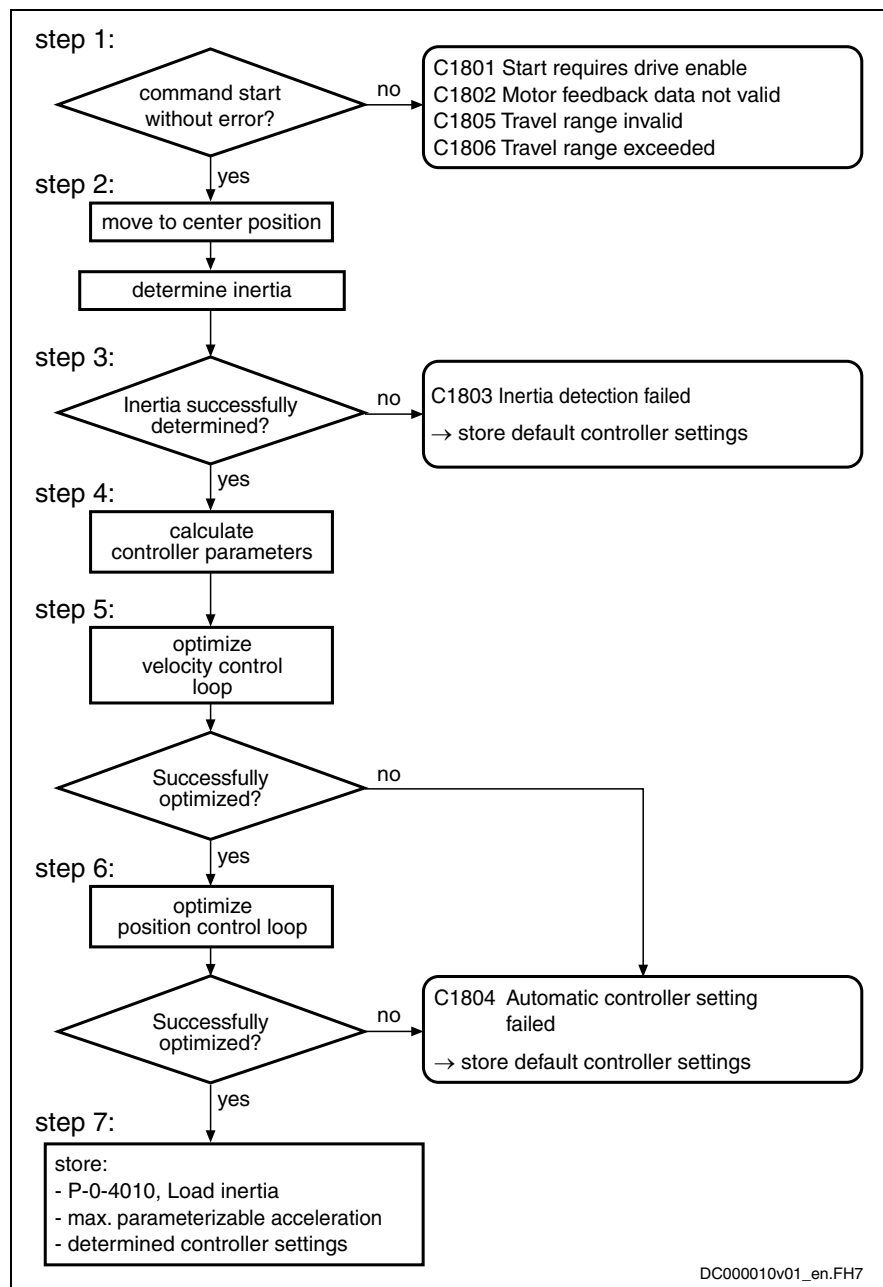 step 1:
command start
without error?
no
C1801 Start requires drive enable
C1802 Motor feedback data not valid
C1805 Travel range invalid
C1806 Travel range exceeded
yes
step 2:
move to center position
determine inertia
step 3:
Inertia successfully
determined?
no
C1803 Inertia detection failed
→ store default controller settings
yes
step 4:
calculate
controller parameters
step 5:
optimize
velocity control
loop
Successfully
optimized?
no
yes
step 6:
optimize
position control loop
Successfully
optimized?
no
C1804 Automatic controller setting
failed
→ store default controller settings
yes
step 7:
store:
- P-0-4010, Load inertia
- max. parameterizable acceleration
- determined controller settings
DC000010v01_en.FH7